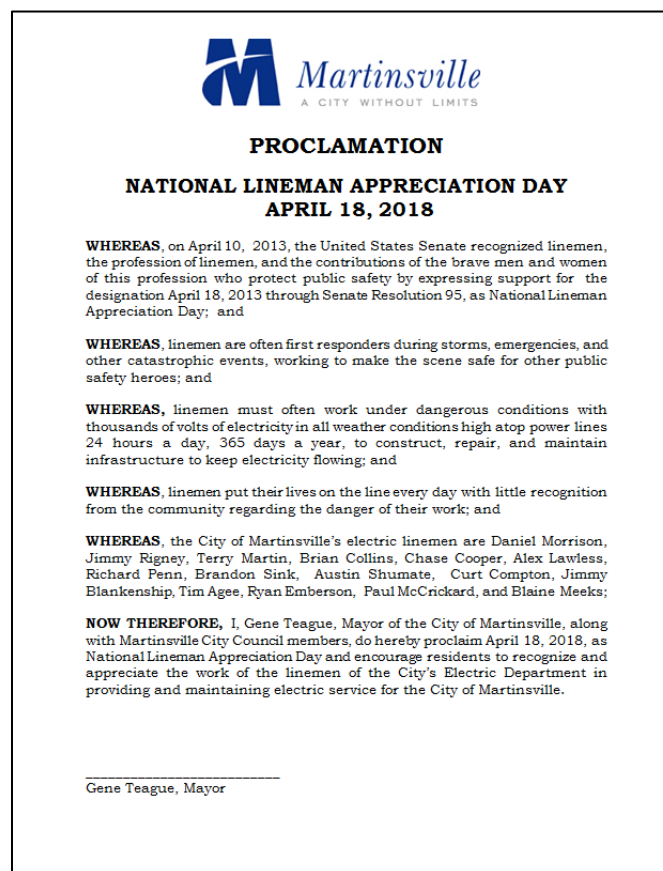 Martinsville
A CITY WITHOUT LIMITS
PROCLAMATION
NATIONAL LINEMAN APPRECIATION DAY
APRIL 18, 2018
WHEREAS, on April 10, 2013, the United States Senate recognized linemen,
the profession of linemen, and the contributions of the brave men and women
of this profession who protect public safety by expressing support for the
designation April 18, 2013 through Senate Resolution 95, as National Lineman
Appreciation Day; and
WHEREAS, linemen are often first responders during storms, emergencies, and
other catastrophic events, working to make the scene safe for other public
safety heroes; and
WHEREAS, linemen must often work under dangerous conditions with
thousands of volts of electricity in all weather conditions high atop power lines
24 hours a day, 365 days a year, to construct, repair, and maintain
infrastructure to keep electricity flowing; and
WHEREAS, linemen put their lives on the line every day with little recognition
from the community regarding the danger of their work; and
WHEREAS, the City of Martinsville's electric linemen are Daniel Morrison,
Jimmy Rigney, Terry Martin, Brian Collins, Chase Cooper, Alex Lawless,
Richard Penn, Brandon Sink, Austin Shumate, Curt Compton, Jimmy
Blankenship, Tim Agee, Ryan Emberson, Paul McCrickard, and Blaine Meeks;
NOW THEREFORE, I, Gene Teague, Mayor of the City of Martinsville, along
with Martinsville City Council members, do hereby proclaim April 18, 2018, as
National Lineman Appreciation Day and encourage residents to recognize and
appreciate the work of the linemen of the City's Electric Department in
providing and maintaining electric service for the City of Martinsville.
Gene Teague, Mayor